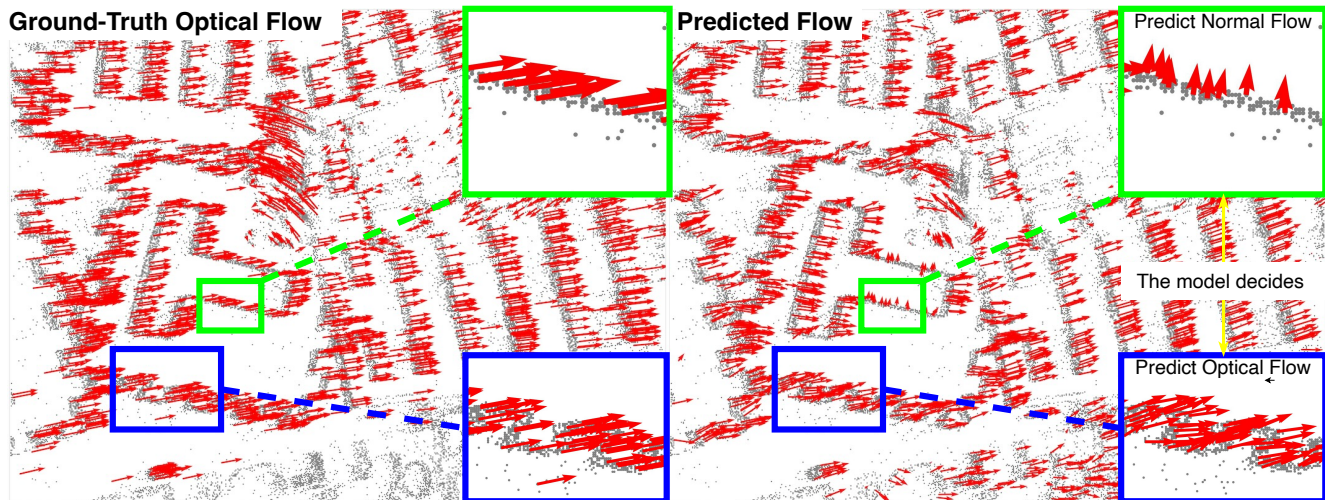 Ground-Truth Optical Flow
Predicted Flow
Predict Normal Flow
The model decides
Predict Optical Flow